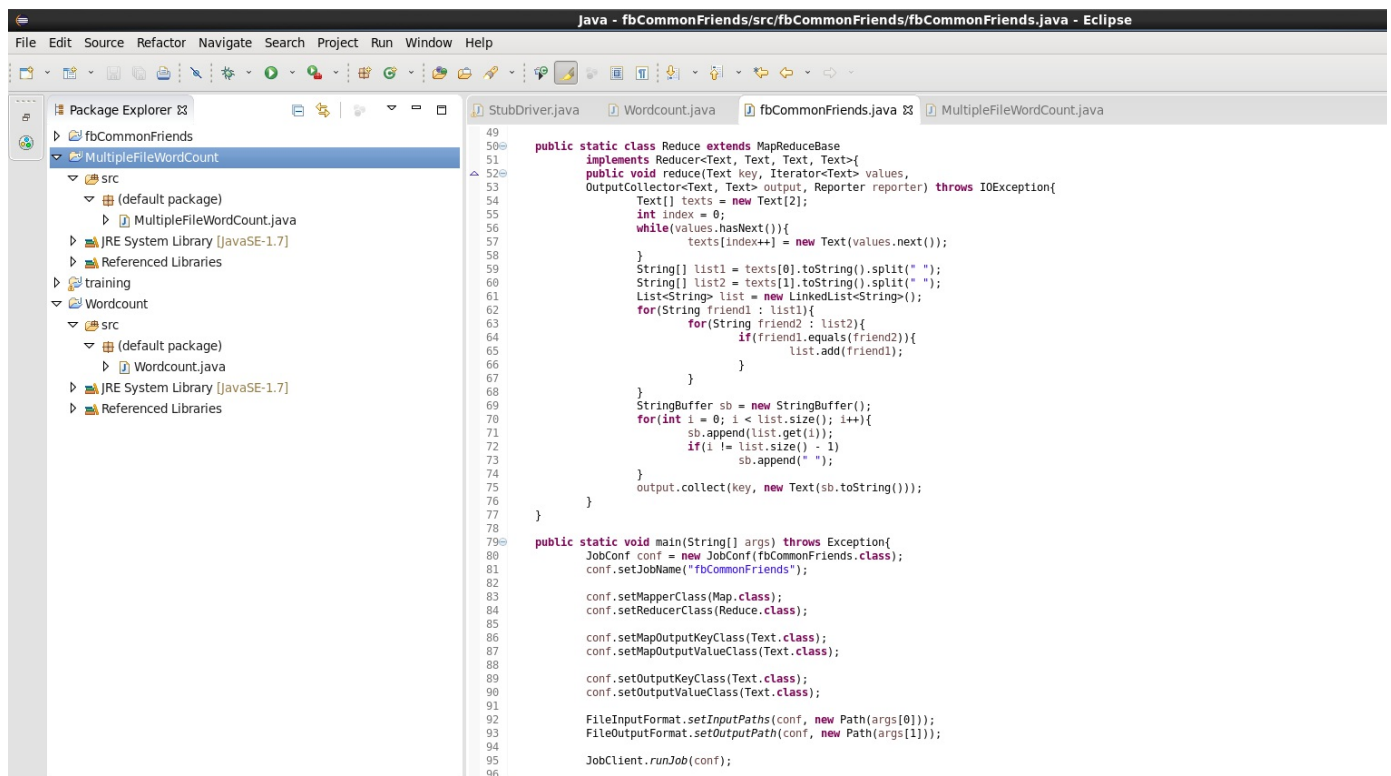 Java - fbCommonFriends/src/fbCommonFriends/fbCommonFriends.java - Eclipse
File Edit Source Refactor Navigate Search Project Run Window Help
Package Explorer
fbCommonFriends
MultipleFileWordCount
src
(default package)
MultipleFileWordCount.java
JRE System Library [JavaSE-1.7]
Referenced Libraries
training
Wordcount
src
(default package)
Wordcount.java
JRE System Library [JavaSE-1.7]
Referenced Libraries
StubDriver.java Wordcount.java fbCommonFriends.java MultipleFileWordCount.java
49
50 public static class Reduce extends MapReduceBase
51 implements Reducer<Text, Text, Text, Text>{
52 public void reduce(Text key, Iterator<Text> values,
53 OutputCollector<Text, Text> output, Reporter reporter) throws IOException{
54 Text[] texts = new Text[2];
55 int index = 0;
56 while(values.hasNext()){
57 texts[index++] = new Text(values.next());
58 }
59 String[] list1 = texts[0].toString().split(" ");
60 String[] list2 = texts[1].toString().split(" ");
61 List<String> list = new LinkedList<String>();
62 for(String friend1 : list1){
63 for(String friend2 : list2){
64 if(friend1.equals(friend2)){
65 list.add(friend1);
66 }
67 }
68 }
69 StringBuffer sb = new StringBuffer();
70 for(int i = 0; i < list.size(); i++){
71 sb.append(list.get(i));
72 if(i != list.size() - 1)
73 sb.append(" ");
74 }
75 output.collect(key, new Text(sb.toString()));
76 }
77 }
78
79 public static void main(String[] args) throws Exception{
80 JobConf conf = new JobConf(fbCommonFriends.class);
81 conf.setJobName("fbCommonFriends");
82
83 conf.setMapperClass(Map.class);
84 conf.setReducerClass(Reduce.class);
85
86 conf.setMapOutputKeyClass(Text.class);
87 conf.setMapOutputValueClass(Text.class);
88
89 conf.setOutputKeyClass(Text.class);
90 conf.setOutputValueClass(Text.class);
91
92 FileInputFormat.setInputPaths(conf, new Path(args[0]));
93 FileOutputFormat.setOutputPath(conf, new Path(args[1]));
94
95 JobClient.runJob(conf);
96